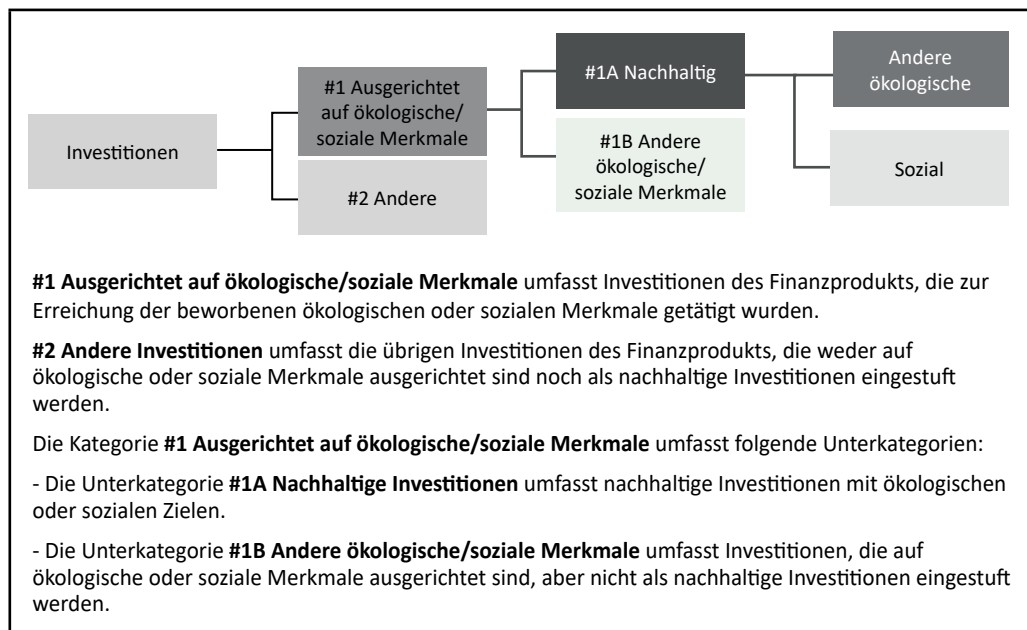 Investitionen
#1 Ausgerichtet
auf ökologische/
soziale Merkmale
#2 Andere
#1A Nachhaltig
#1B Andere
ökologische/
soziale Merkmale
Andere
ökologische
Sozial
#1 Ausgerichtet auf ökologische/soziale Merkmale umfasst Investitionen des Finanzprodukts, die zur
Erreichung der beworbenen ökologischen oder sozialen Merkmale getätigt wurden.
#2 Andere Investitionen umfasst die übrigen Investitionen des Finanzprodukts, die weder auf
ökologische oder soziale Merkmale ausgerichtet sind noch als nachhaltige Investitionen eingestuft
werden.
Die Kategorie #1 Ausgerichtet auf ökologische/soziale Merkmale umfasst folgende Unterkategorien:
- Die Unterkategorie #1A Nachhaltige Investitionen umfasst nachhaltige Investitionen mit ökologischen
oder sozialen Zielen.
- Die Unterkategorie #1B Andere ökologische/soziale Merkmale umfasst Investitionen, die auf
ökologische oder soziale Merkmale ausgerichtet sind, aber nicht als nachhaltige Investitionen eingestuft
werden.